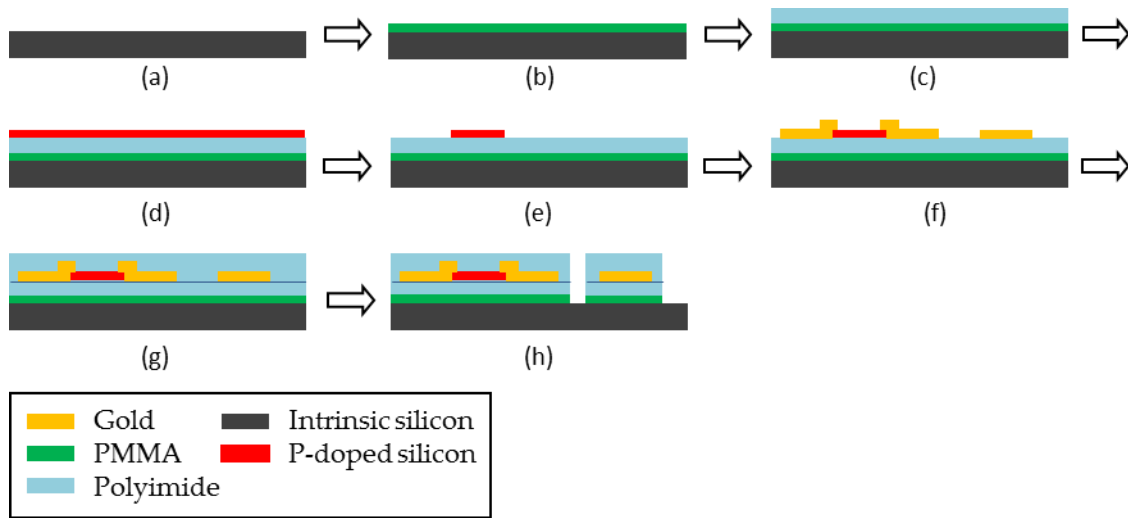 (a)
(b)
(c)
(d)
(e)
(f)
(g)
(h)
Gold
Intrinsic silicon
PMMA
P-doped silicon
Polyimide